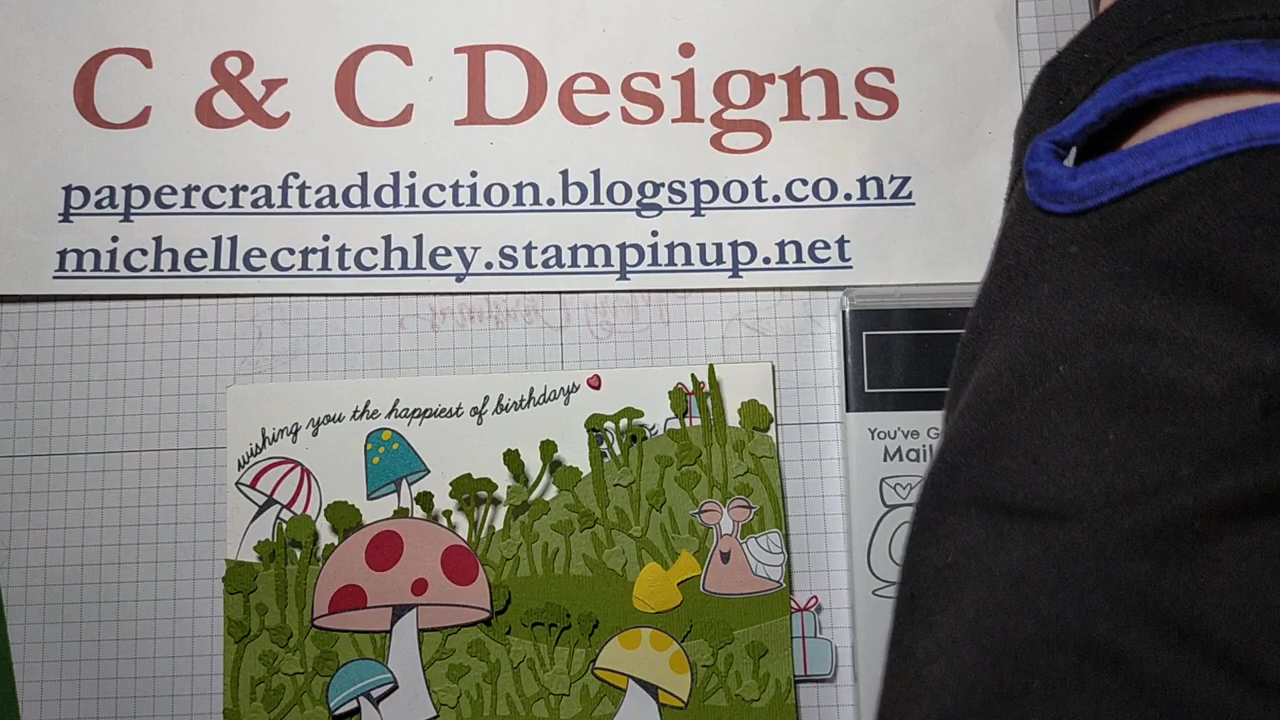 C & C Designs
papercraftaddiction.blogspot.co.nz
michellecritchley.stampinup.net
wishing you the happiest of birthdays
You've G
Mail